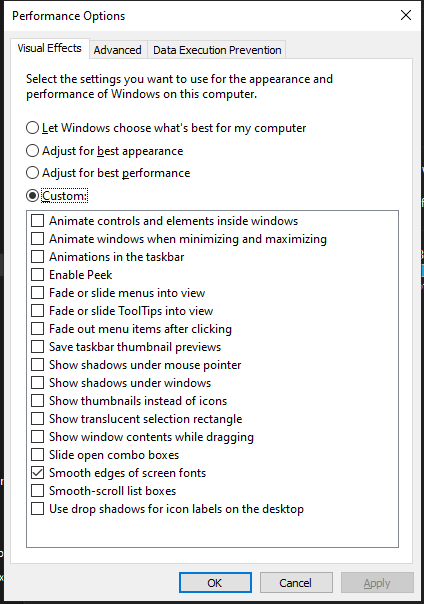 Performance Options
Visual Effects
Advanced
Data Execution Prevention
Select the settings you want to use for the appearance and
performance of Windows on this computer.
Let Windows choose what's best for my computer
Adjust for best appearance
Adjust for best performance
Custom:
Animate controls and elements inside windows
Animate windows when minimizing and maximizing
Animations in the taskbar
Enable Peek
Fade or slide menus into view
Fade or slide ToolTips into view
Fade out menu items after clicking
Save taskbar thumbnail previews
Show shadows under mouse pointer
Show shadows under windows
Show thumbnails instead of icons
Show translucent selection rectangle
Show window contents while dragging
Slide open combo boxes
Smooth edges of screen fonts
Smooth-scroll list boxes
Use drop shadows for icon labels on the desktop
OK
Cancel
Apply